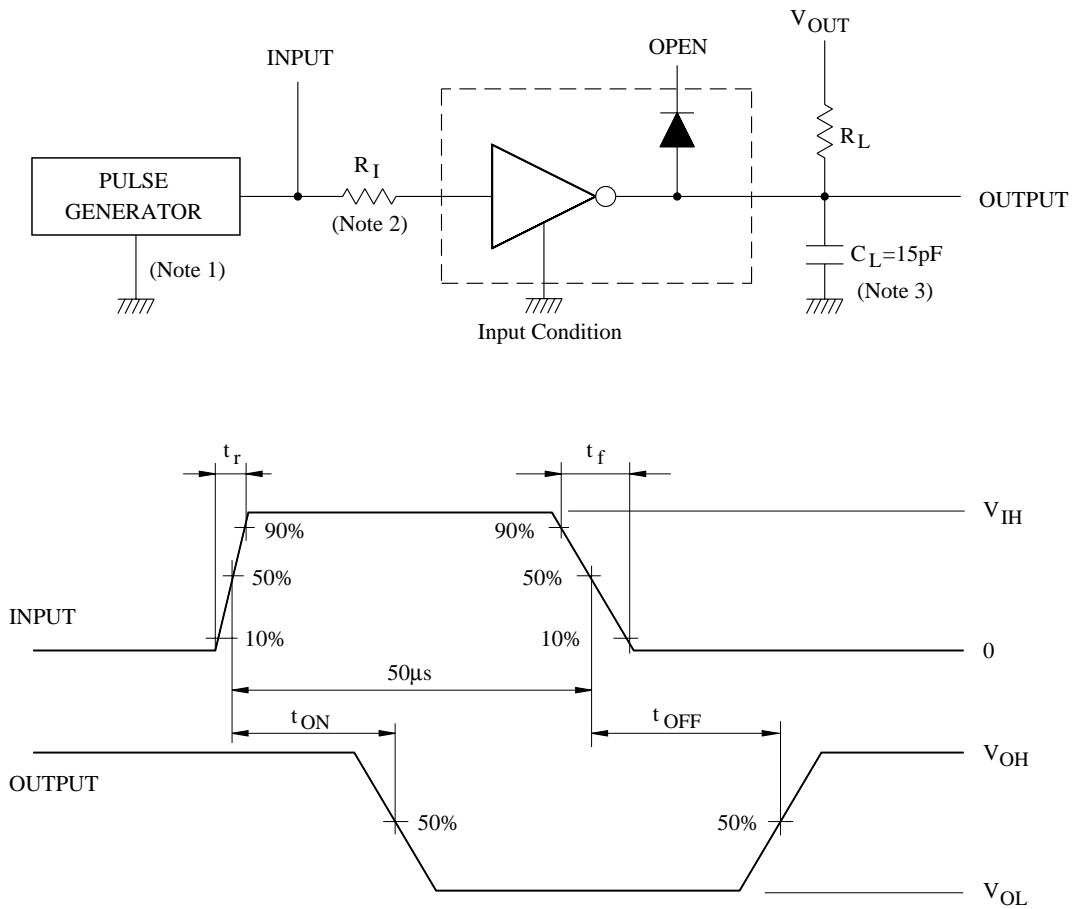 V OUT
INPUT
OPEN
R L
R I
PULSE
GENERATOR
(Note 2)
OUTPUT
(Note 1)
C L=15pF
(Note 3)
Input Condition
t r
t f
V IH
90%
90%
50%
50%
INPUT
10%
10%
0
50μs
t ON
t OFF
V OH
OUTPUT
50%
50%
V OL